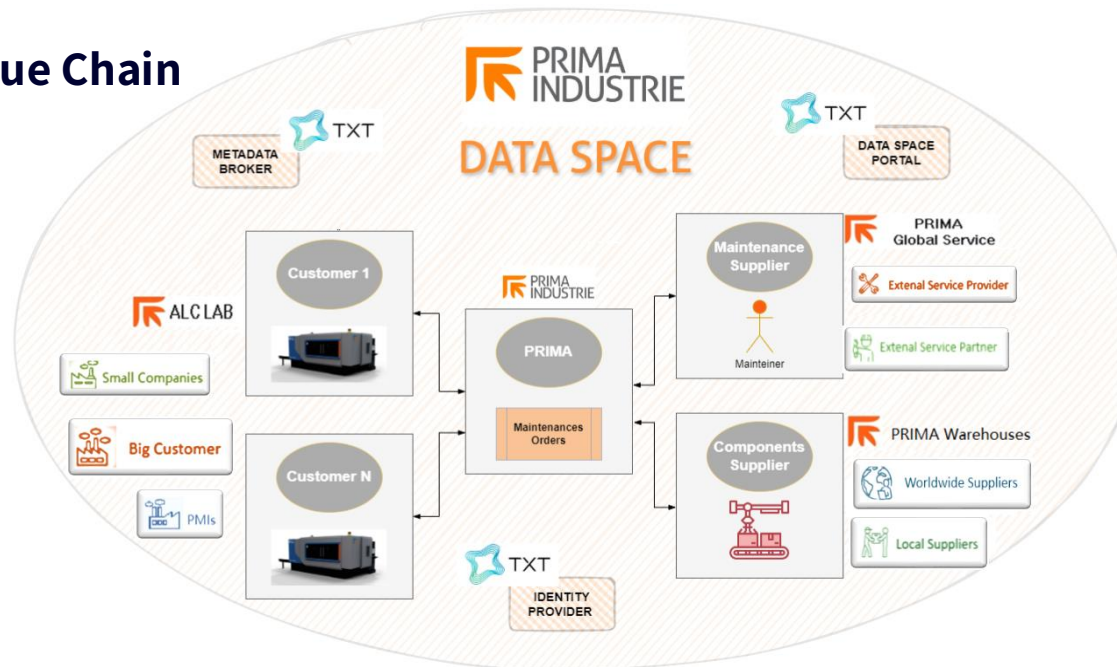 ue Chain
PRIMA
INDUSTRIE
DATA SPACE
TXT
METADATA
BROKER
TXT
DATA SPACE
PORTAL
Customer 1
ALC LAB
Small Companies
Big Customer
PMIs
Customer N
PRIMA
INDUSTRIE
PRIMA
Maintenances
Orders
Maintenance
Supplier
Mainteiner
PRIMA
Global Service
Extenal Service Provider
Extenal Service Partner
Components
Supplier
PRIMA Warehouses
Worldwide Suppliers
Local Suppliers
TXT
IDENTITY
PROVIDER